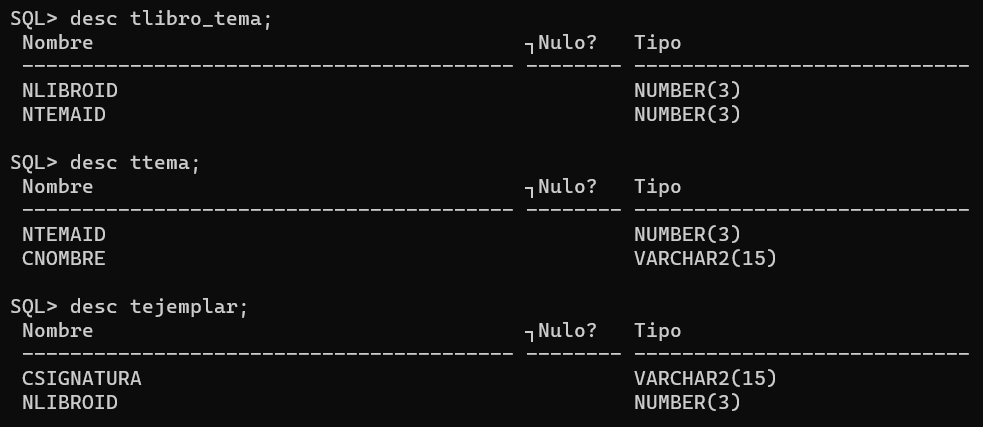 SQL> desc tlibro_tema;
 Nombre                                    ┐Nulo?   Tipo
 ----------------------------------------- -------- ----------------------------
 NLIBROID                                           NUMBER(3)
 NTEMAID                                            NUMBER(3)

SQL> desc ttema;
 Nombre                                    ┐Nulo?   Tipo
 ----------------------------------------- -------- ----------------------------
 NTEMAID                                            NUMBER(3)
 CNOMBRE                                            VARCHAR2(15)

SQL> desc tejemplar;
 Nombre                                    ┐Nulo?   Tipo
 ----------------------------------------- -------- ----------------------------
 CSIGNATURA                                         VARCHAR2(15)
 NLIBROID                                           NUMBER(3)